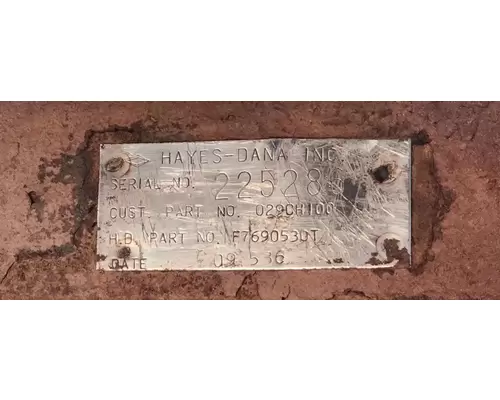 HAYES-DANA INC.
SERIAL NO. 22528
CUST. PART NO. 029CH100
H.D. PART NO. F769053DT
DATE